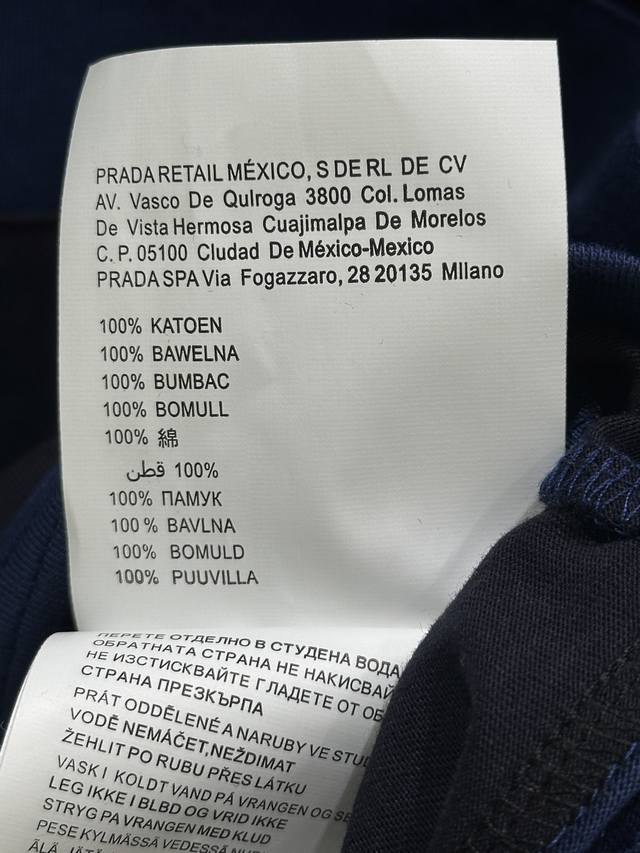 PRADA RETAIL MÉXICO, S DE RL DE CV
AV. Vasco De Qulroga 3800 Col. Lomas
De Vista Hermosa Cuajimalpa De Morelos
C. P. 05100 Cludad De México-Mexico
PRADA SPA Via Fogazzaro, 28 20135 Mllano
100% KATOEN
100% BAWELNA
100% BUMBAC
100% BOMULL
100% 綿
100% قطن
100% ПАМУК
100 % BAVLNA
100% BOMULD
100% PUUVILLA
ПЕРЕТЕ ОТДЕЛНО В СТУДЕНА ВОДА
ОБРАТНАТА СТРАНА НЕ НАКИСВАЙ
НЕ ИЗСТИСКВАЙТЕ ГЛАДЕТЕ ОТ
СТРАНА ПРЕЗКЪРПА
PRÁT ODDĚLENÉ A NARUBY VE
VODĚ NEMÁČET,NEŽDIMAT
ŽEHLIT PO RUBU PŘES LÁTKU
VASK I KOLDT VAND PÅ VRANGEN OG
LEG IKKE I BLBD OG VRID IKKE
STRYG PÅ VRANGEN MED KLUD
PESE KYLMÄSSÄ VEDESSÄ